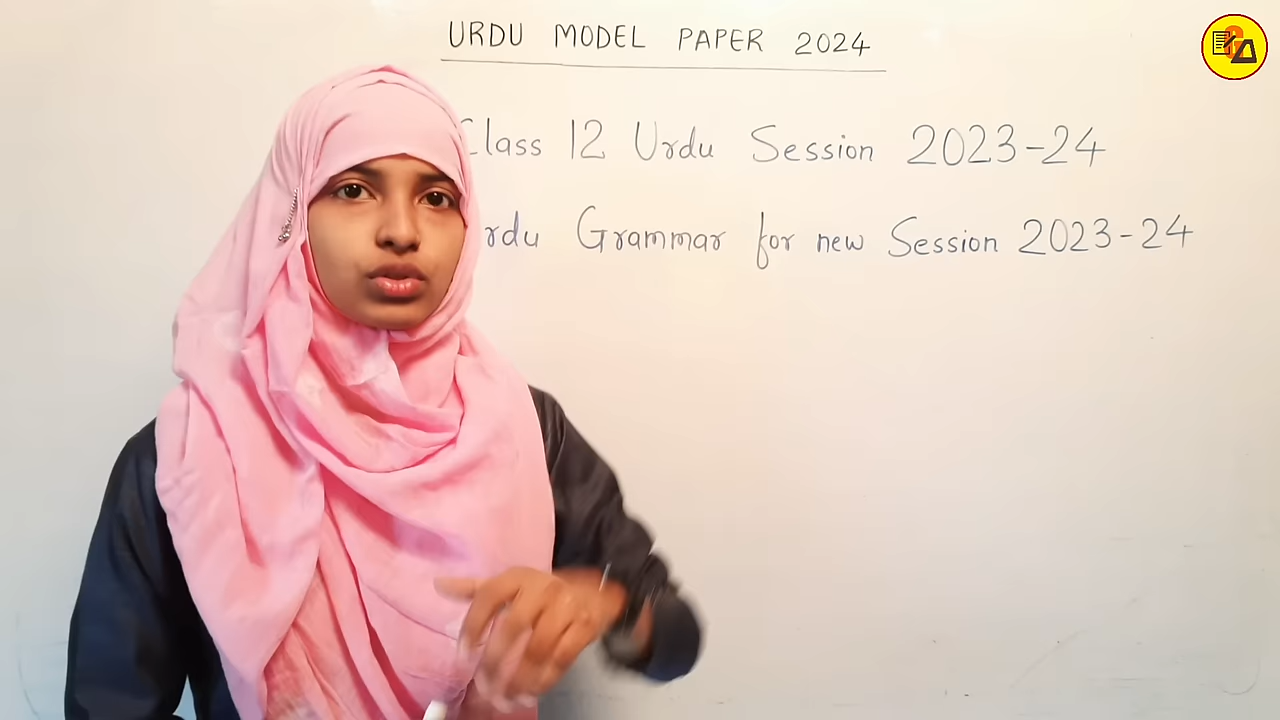 URDU MODEL PAPER 2024
Class 12 Urdu Session 2023-24
rdu Grammar for new Session 2023-24